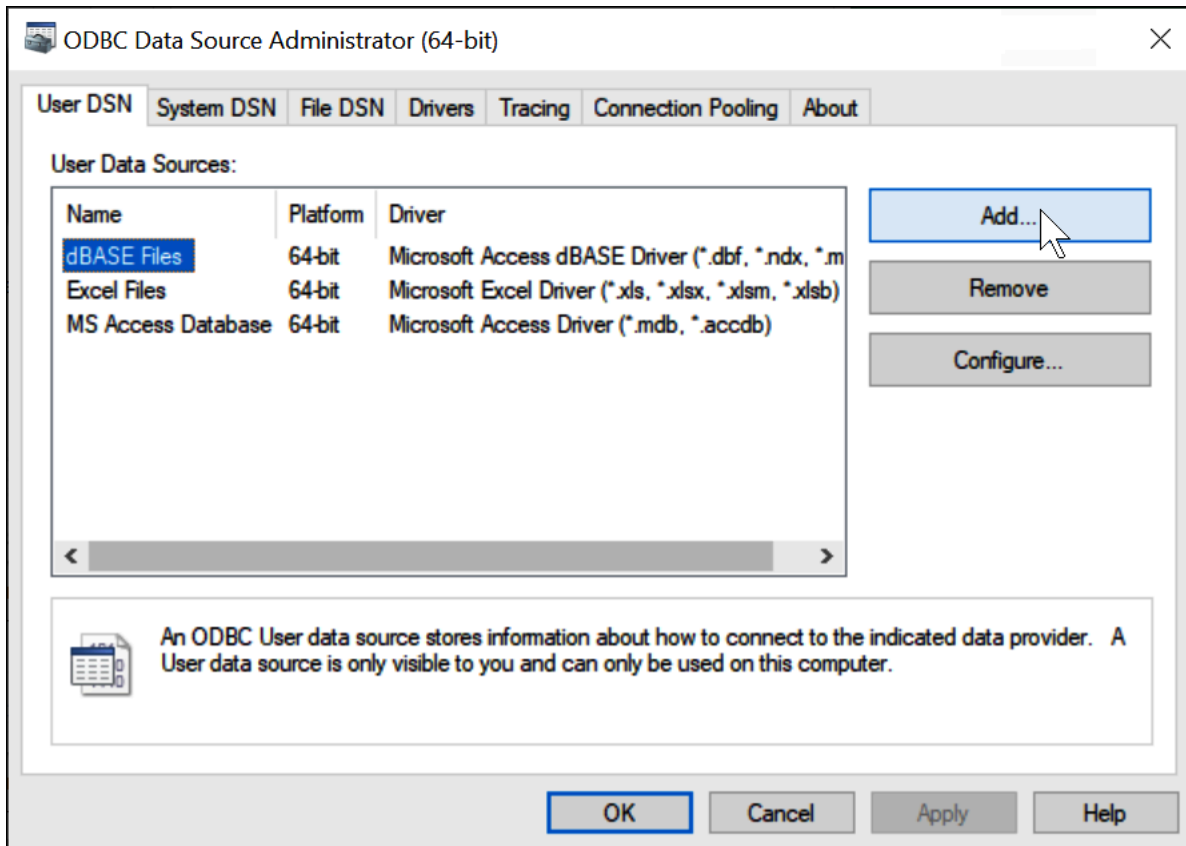 ODBC Data Source Administrator (64-bit)
User DSN System DSN File DSN Drivers Tracing Connection Pooling About
User Data Sources:
Name Platform Driver
dBASE Files 64-bit Microsoft Access dBASE Driver (*.dbf, *.ndx, *.m
Excel Files 64-bit Microsoft Excel Driver (*.xls, *.xlsx, *.xlsm, *.xlsb)
MS Access Database 64-bit Microsoft Access Driver (*.mdb, *.accdb)
Add...
Remove
Configure...
An ODBC User data source stores information about how to connect to the indicated data provider. A
User data source is only visible to you and can only be used on this computer.
OK Cancel Apply Help